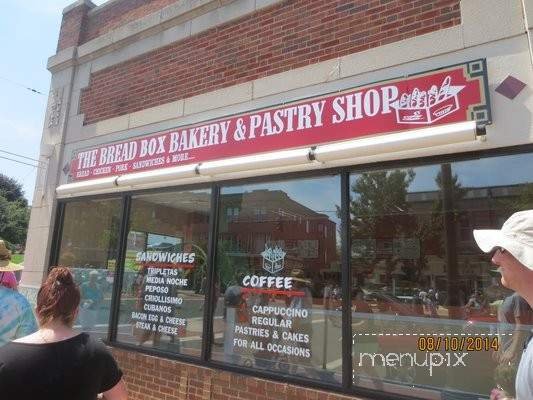 THE BREAD BOX BAKERY & PASTRY SHOP
BREAD · CHICKEN · PORK · SANDWICHES & MORE...
SANDWICHES
TRIPLETAS
MEDIA NOCHE
PEPOSO
CRIOLLISIMO
CUBANOS
BACON EGG & CHEESE
STEAK & CHEESE
COFFEE
CAPPUCCINO
REGULAR
PASTRIES & CAKES
FOR ALL OCCASIONS
08/10/2014
menupix